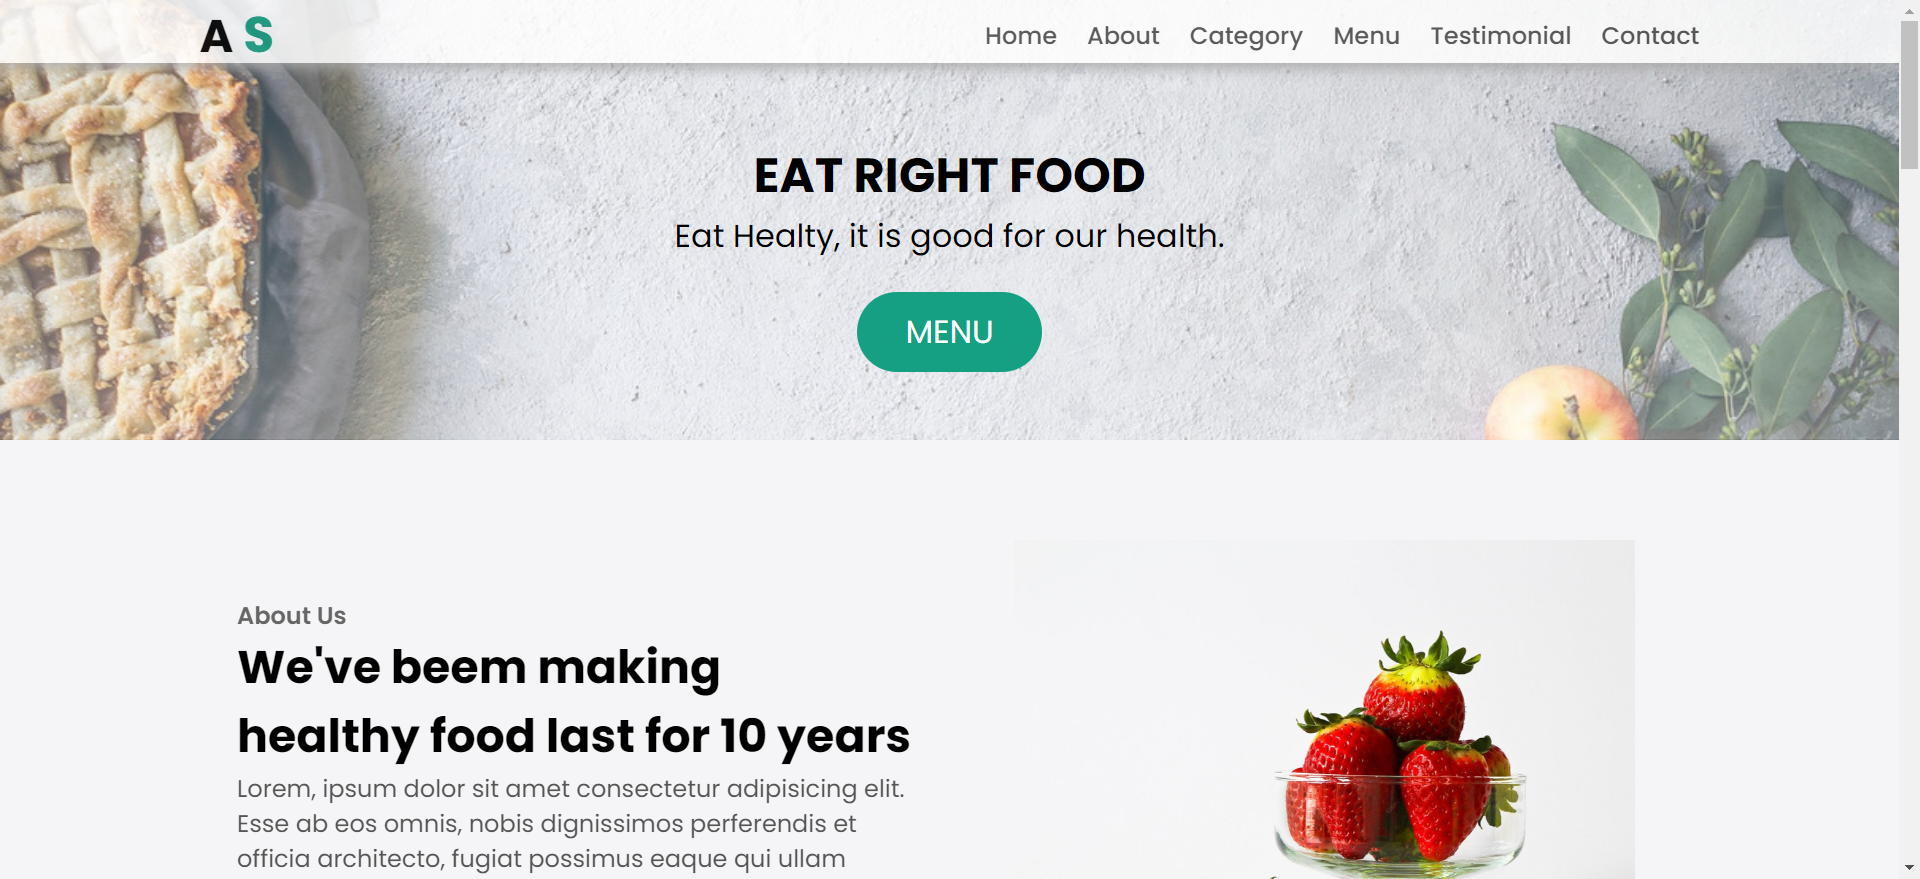 A S
Home About Category Menu Testimonial Contact
EAT RIGHT FOOD
Eat Healty, it is good for our health.
MENU
About Us
We've beem making
healthy food last for 10 years
Lorem, ipsum dolor sit amet consectetur adipisicing elit.
Esse ab eos omnis, nobis dignissimos perferendis et
officia architecto, fugiat possimus eaque qui ullam